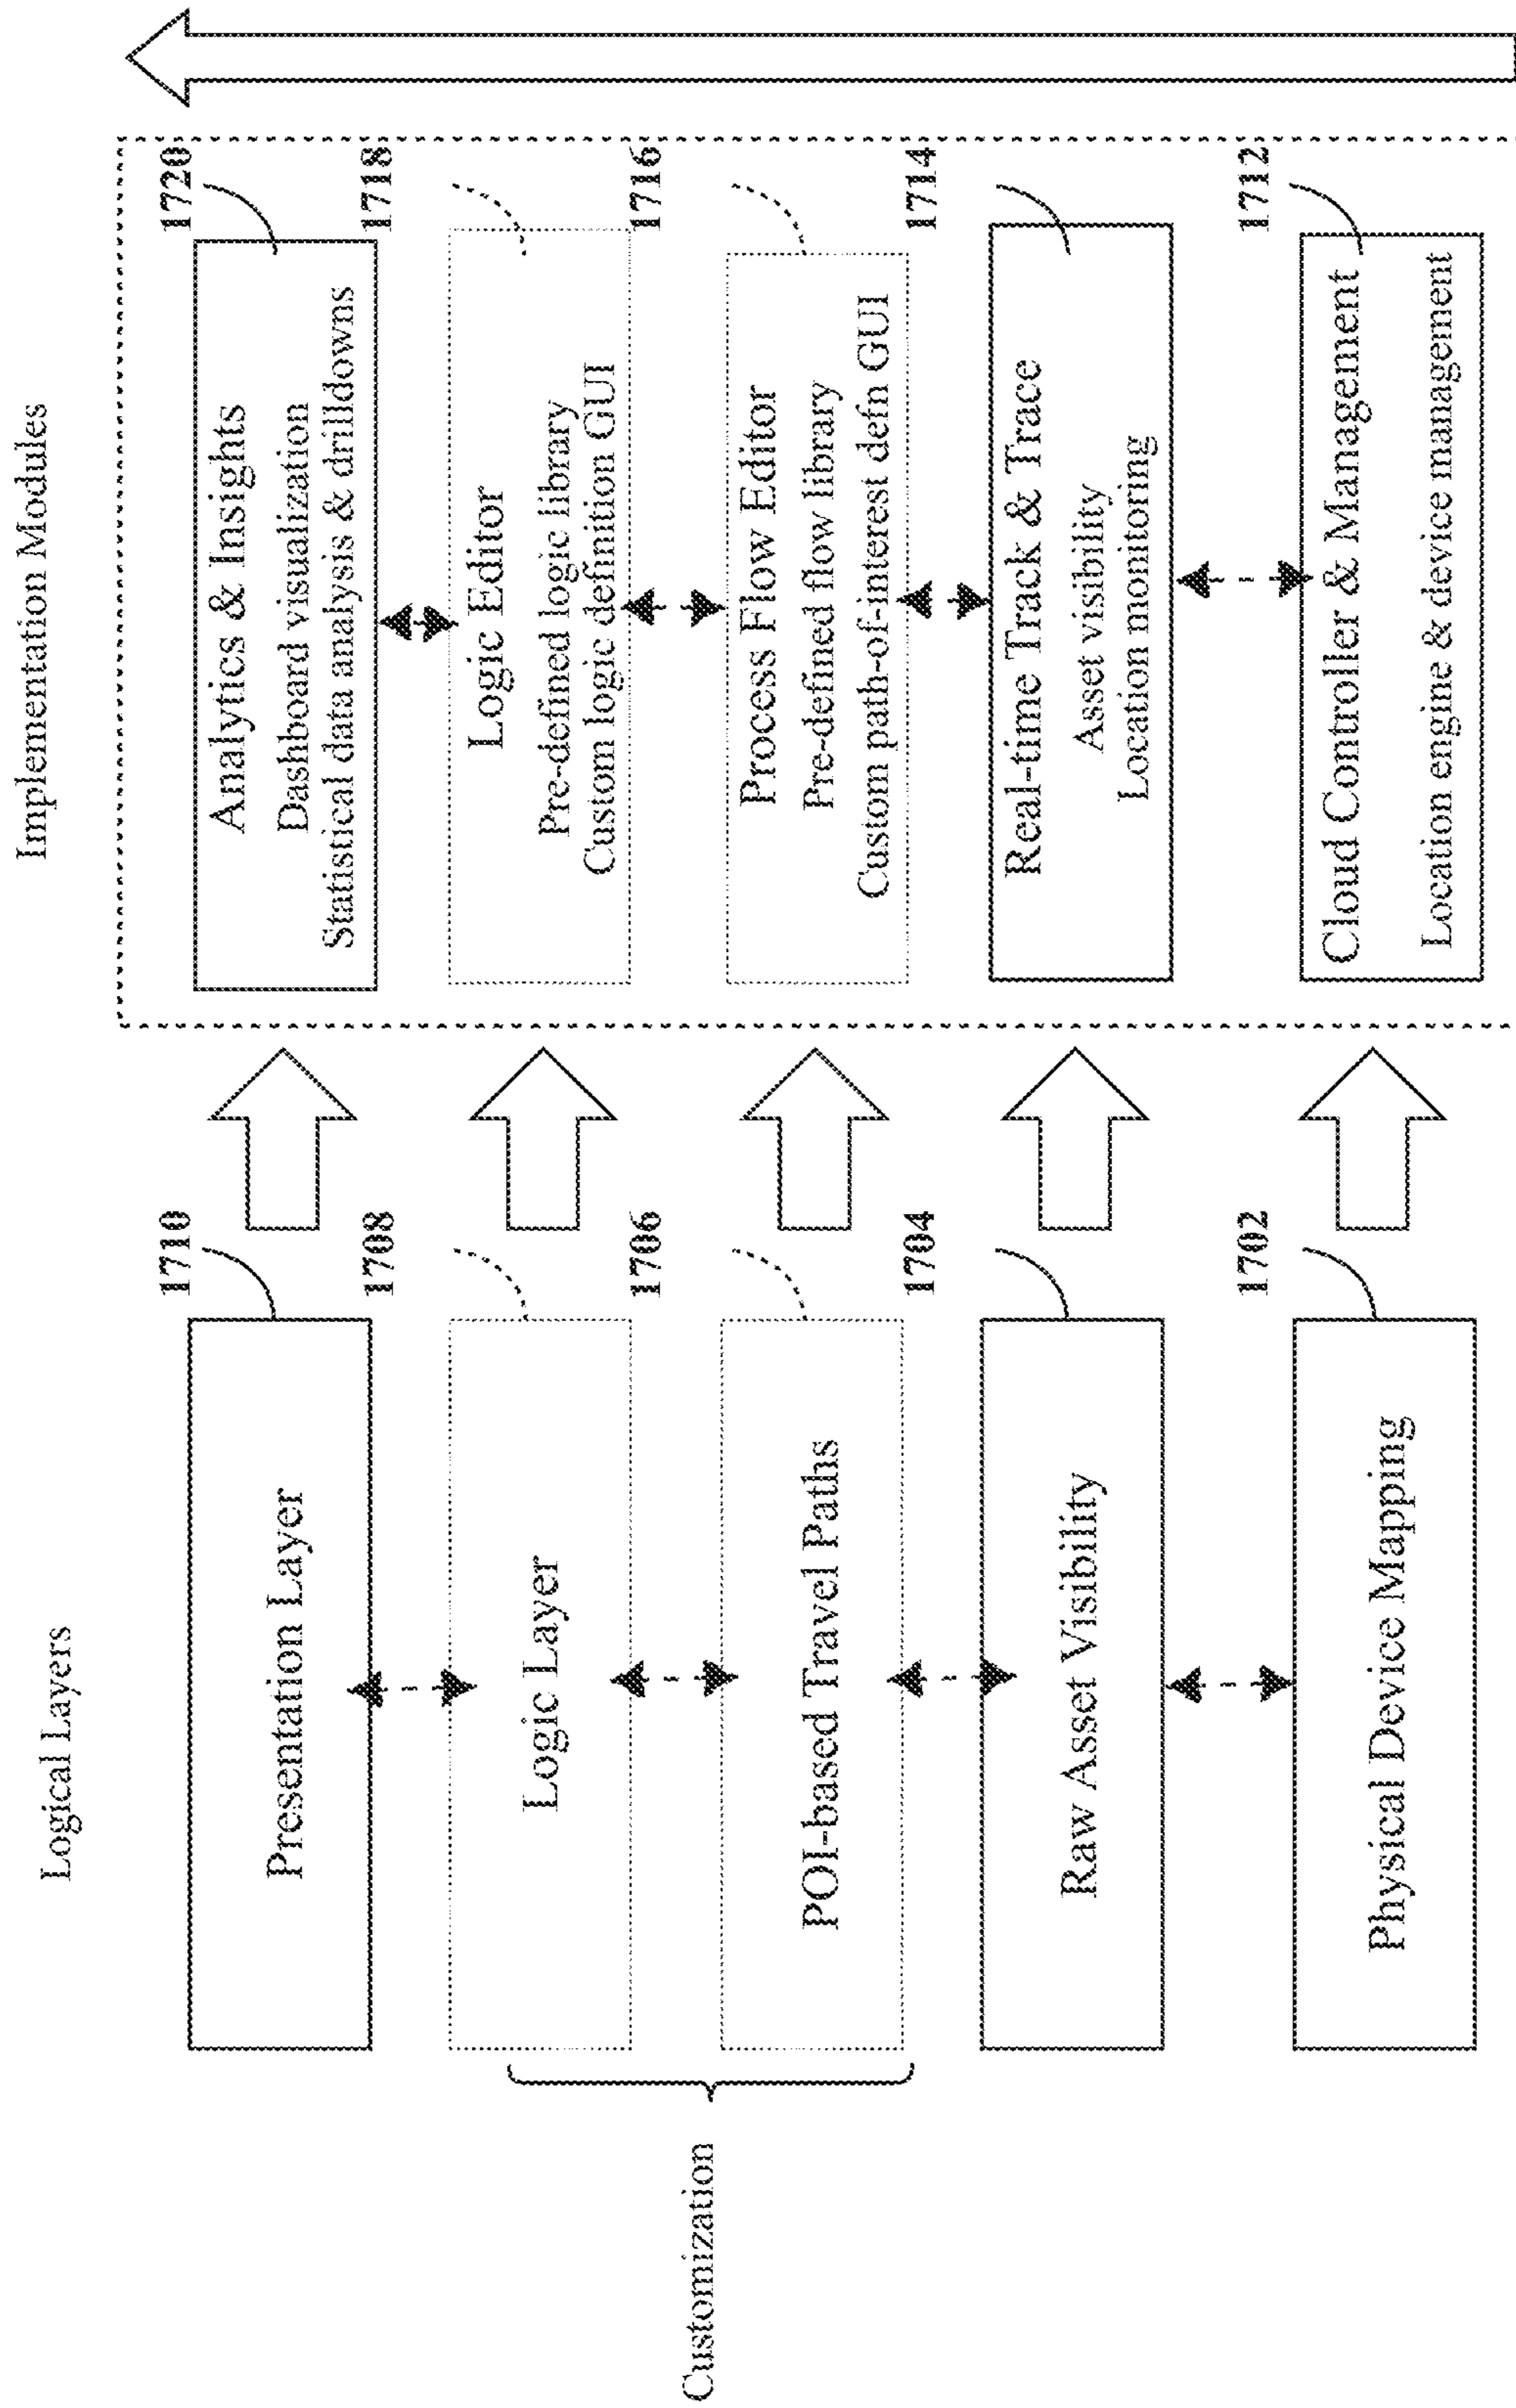 Logical Layers
Implementation Modules
Customization
1710
Presentation Layer
1708
Logic Layer
1706
POI-based Travel Paths
1704
Raw Asset Visibility
1702
Physical Device Mapping
1720
Analytics & Insights
Dashboard visualization
Statistical data analysis & drilldowns
1718
Logic Editor
Pre-defined logic library
Custom logic definition GUI
1716
Process Flow Editor
Pre-defined flow library
Custom path-of-interest defn GUI
1714
Real-time Track & Trace
Asset visibility
Location monitoring
1712
Cloud Controller & Management
Location engine & device management